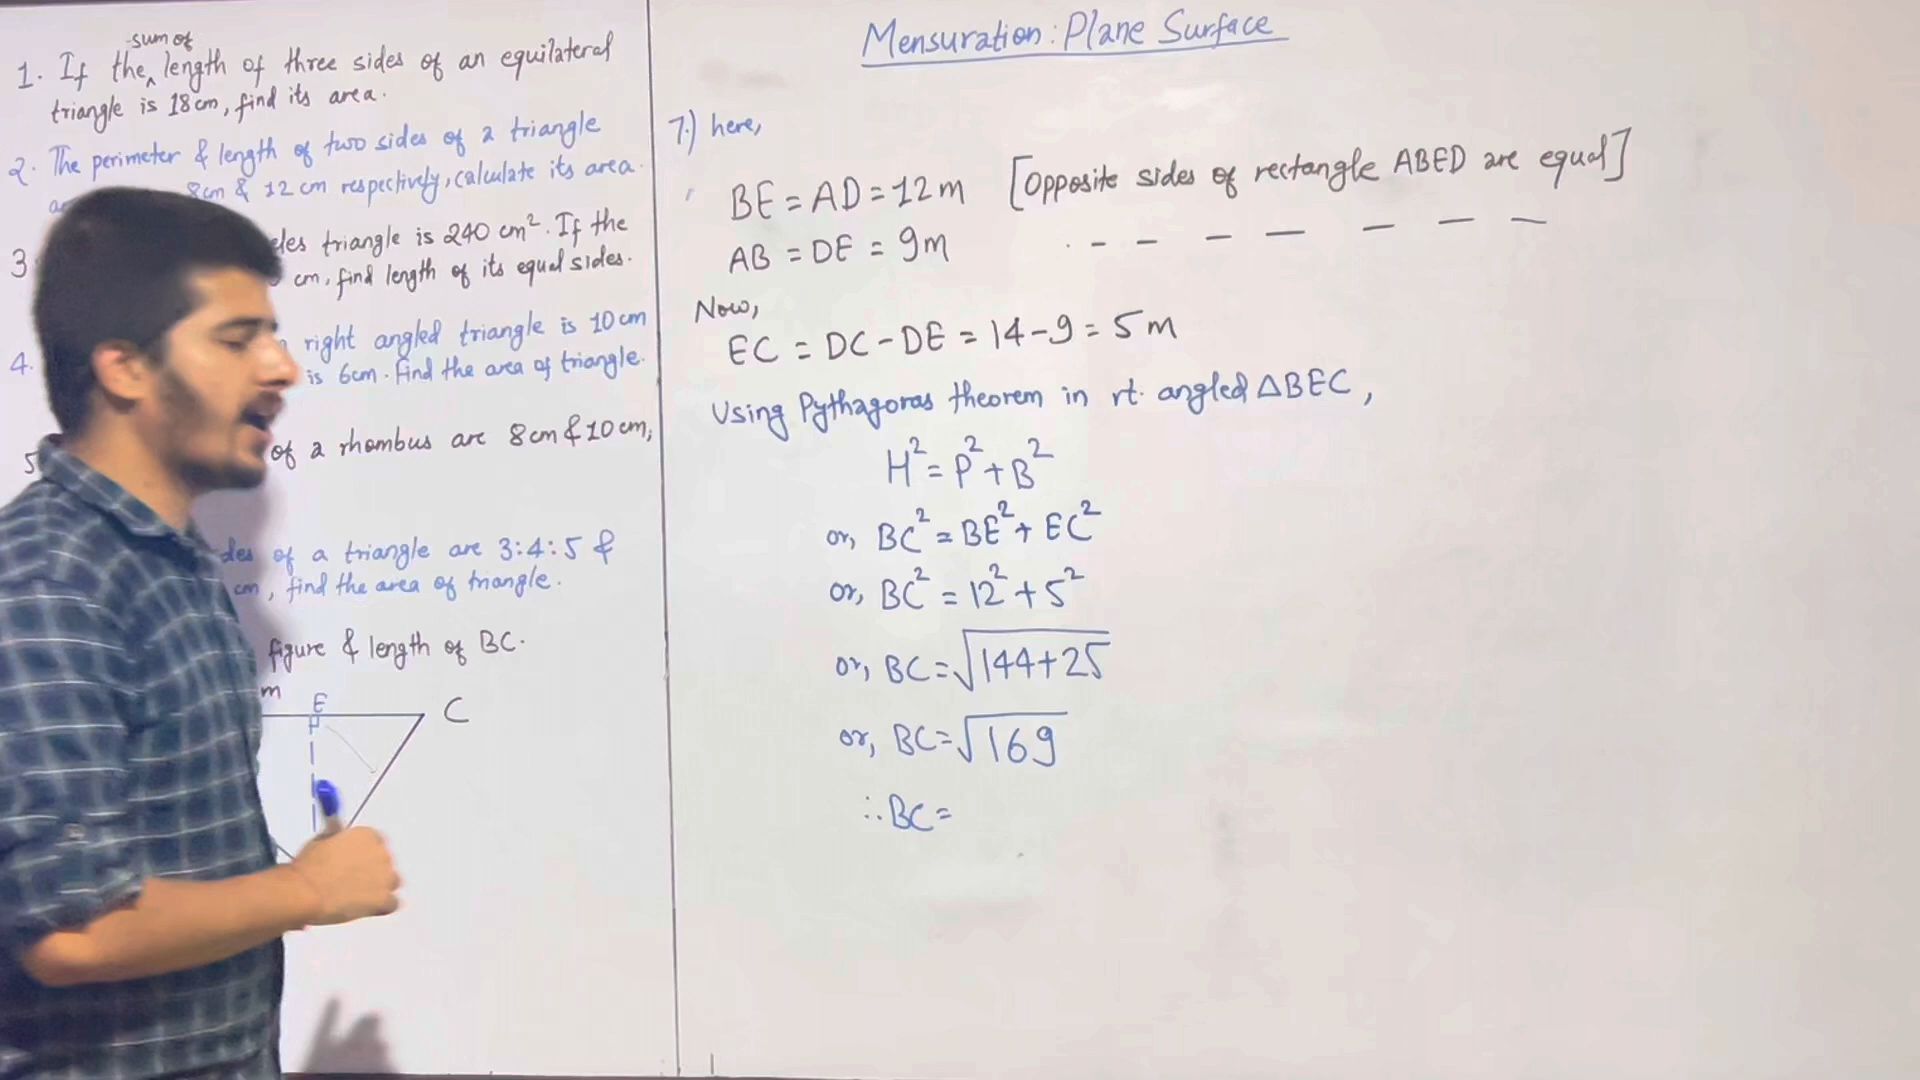 Mensuration: Plane Surface
sum of
1. If the ‸ length of three sides of an equilateral
triangle is 18cm, find its area.
2. The perimeter & length of two sides of a triangle
8cm & 12 cm respectively, calculate its area.
3 triangle is 240 cm². If the
cm, find length of its equal sides.
4. right angled triangle is 10cm
is 6cm. Find the area of triangle.
5 of a rhombus are 8cm & 10cm,
of a triangle are 3:4:5 &
cm, find the area of triangle.
figure & length of BC.
m
E
C
7.) here,
BE = AD = 12m [Opposite sides of rectangle ABED are equal]
AB = DE = 9m - - - - - - -
Now,
EC = DC - DE = 14 - 9 = 5m
Using Pythagoras theorem in rt. angled ΔBEC,
H² = P² + B²
or, BC² = BE² + EC²
or, BC² = 12² + 5²
or, BC = √144+25
or, BC = √169
∴ BC =